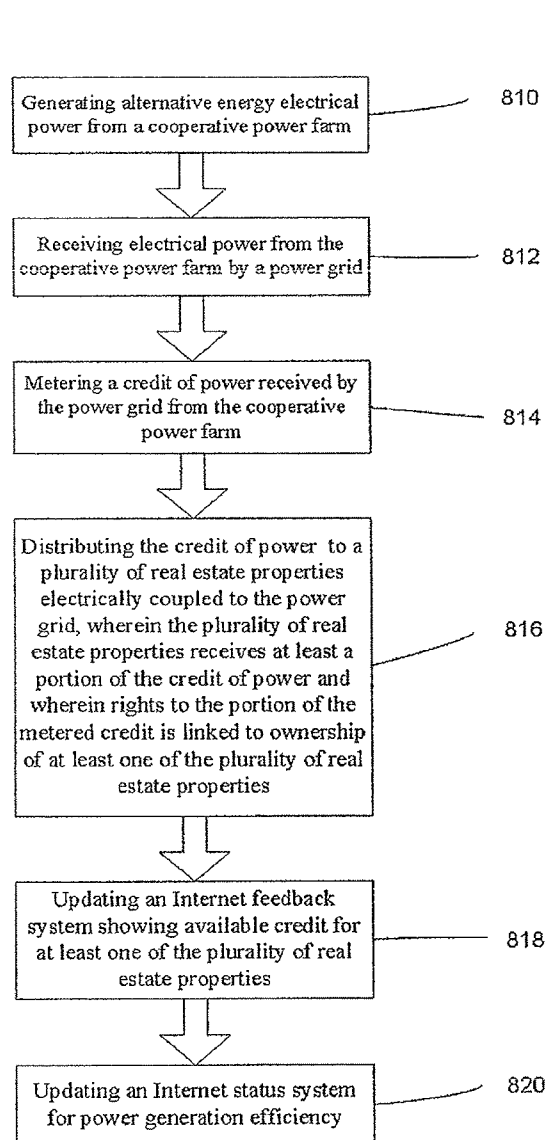 Generating alternative energy electrical
power from a cooperative power farm
810
Receiving electrical power from the
cooperative power farm by a power grid
812
Metering a credit of power received by
the power grid from the cooperative
power farm
814
Distributing the credit of power to a
plurality of real estate properties
electrically coupled to the power
grid, wherein the plurality of real
estate properties receives at least a
portion of the credit of power and
wherein rights to the portion of the
metered credit is linked to ownership
of at least one of the plurality of real
estate properties
816
Updating an Internet feedback
system showing available credit for
at least one of the plurality of real
estate properties
818
Updating an Internet status system
for power generation efficiency
820